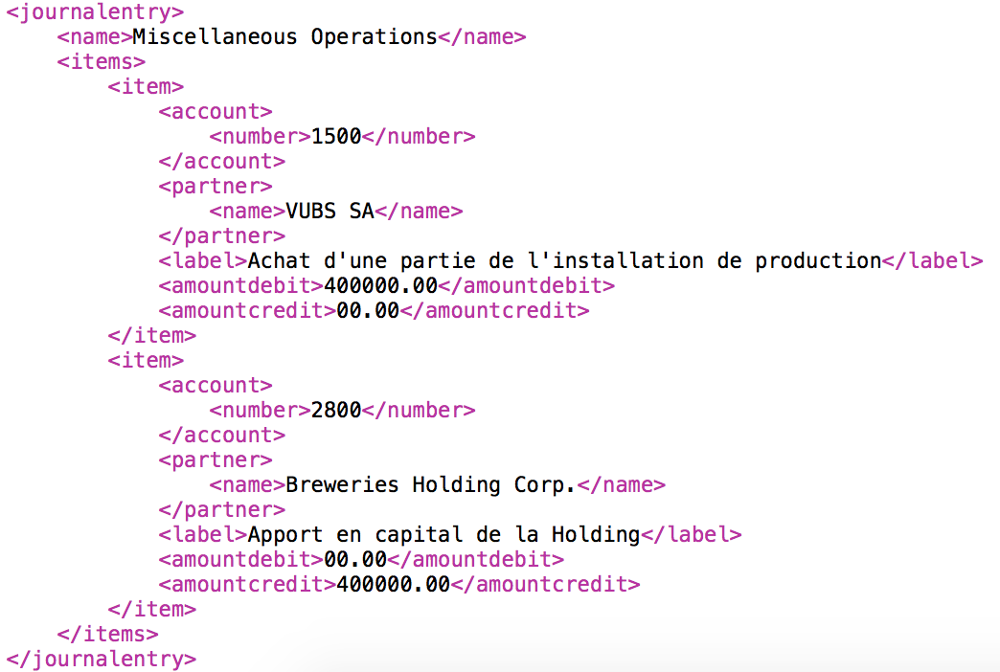 <journalentry>
    <name>Miscellaneous Operations</name>
    <items>
        <item>
            <account>
                <number>1500</number>
            </account>
            <partner>
                <name>VUBS SA</name>
            </partner>
            <label>Achat d'une partie de l'installation de production</label>
            <amountdebit>400000.00</amountdebit>
            <amountcredit>00.00</amountcredit>
        </item>
        <item>
            <account>
                <number>2800</number>
            </account>
            <partner>
                <name>Breweries Holding Corp.</name>
            </partner>
            <label>Apport en capital de la Holding</label>
            <amountdebit>00.00</amountdebit>
            <amountcredit>400000.00</amountcredit>
        </item>
    </items>
</journalentry>